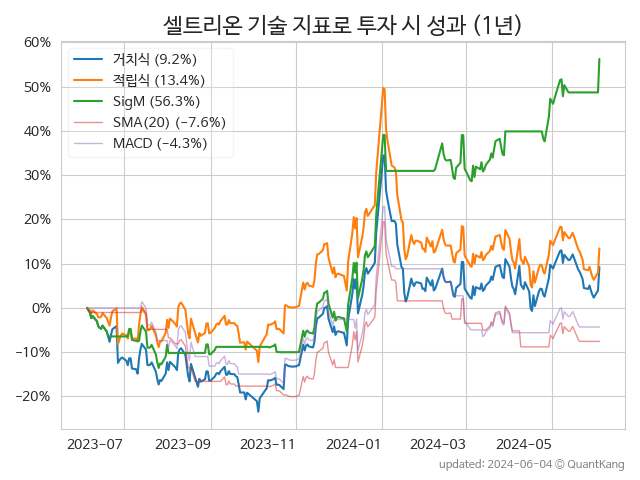 셀트리온 기술 지표로 투자 시 성과 (1년)
60%
50%
40%
30%
20%
10%
0%
−10%
−20%
거치식 (9.2%)
적립식 (13.4%)
SigM (56.3%)
SMA(20) (−7.6%)
MACD (−4.3%)
2023-07 2023-09 2023-11 2024-01 2024-03 2024-05
updated: 2024-06-04 © QuantKang